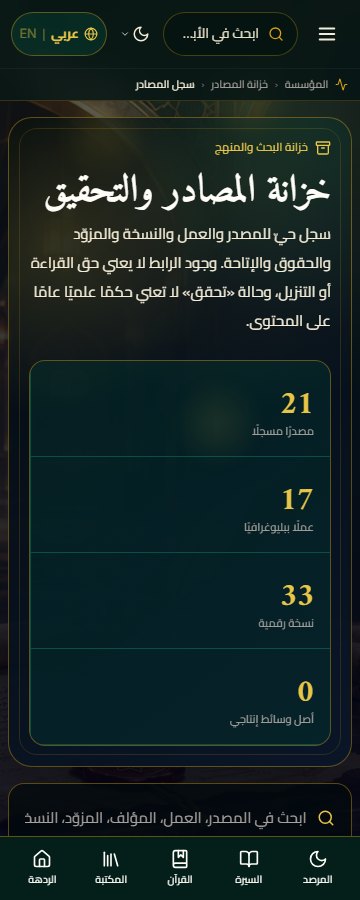 ابحث في الأبـ...
عربي | EN
المؤسسة › خزانة المصادر › سجل المصادر
خزانة البحث والمنهج
خزانة المصادر والتحقيق
سجل حيّ للمصدر والعمل والنسخة والمزوّد
والحقوق والإتاحة. وجود الرابط لا يعني حق القراءة
أو التنزيل، وحالة «تحقق» لا تعني حكمًا علميًا عامًا
على المحتوى.
21
مصدرًا مسجلًا
17
عملًا ببليوغرافيًا
33
نسخة رقمية
0
أصل وسائط إنتاجي
ابحث في المصدر، العمل، المؤلف، المزوّد، النسخ
المرصد
السيرة
القرآن
المكتبة
الردهة